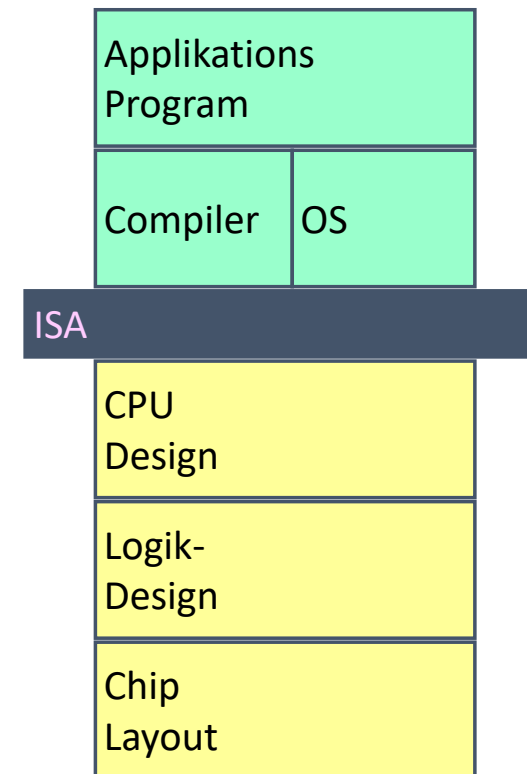 Applikations
Program
Compiler
OS
ISA
CPU
Design
Logik-
Design
Chip
Layout